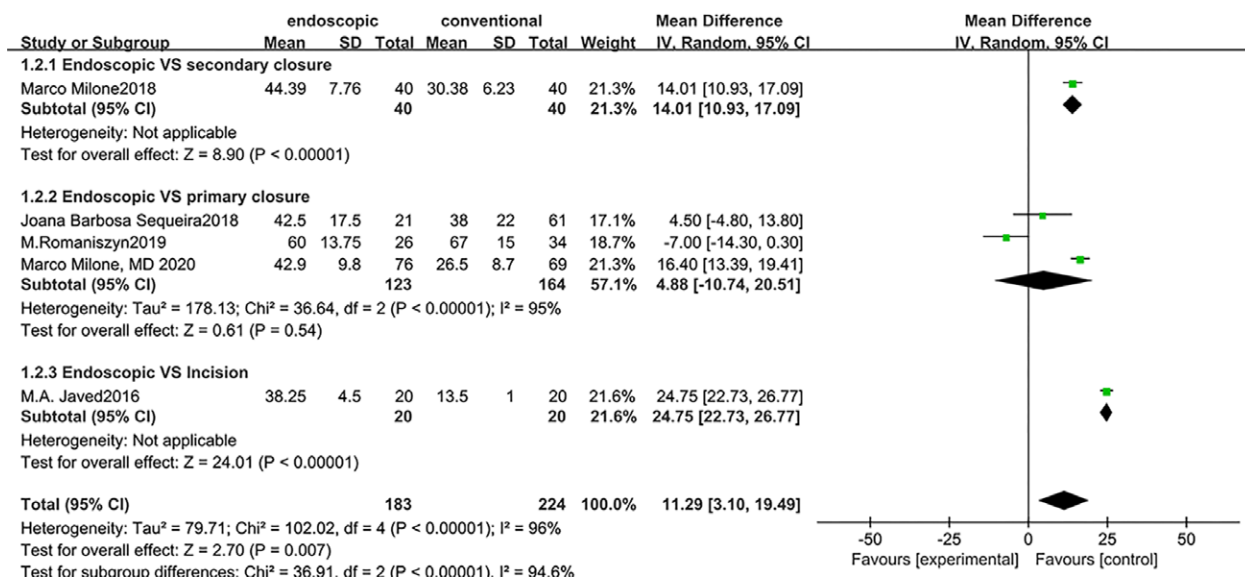 endoscopic conventional Mean Difference Mean Difference
Study or Subgroup Mean SD Total Mean SD Total Weight IV, Random, 95% CI IV, Random, 95% CI
1.2.1 Endoscopic VS secondary closure
Marco Milone2018 44.39 7.76 40 30.38 6.23 40 21.3% 14.01 [10.93, 17.09]
Subtotal (95% CI) 40 40 21.3% 14.01 [10.93, 17.09]
Heterogeneity: Not applicable
Test for overall effect: Z = 8.90 (P < 0.00001)
1.2.2 Endoscopic VS primary closure
Joana Barbosa Sequeira2018 42.5 17.5 21 38 22 61 17.1% 4.50 [-4.80, 13.80]
M.Romaniszyn2019 60 13.75 26 67 15 34 18.7% -7.00 [-14.30, 0.30]
Marco Milone, MD 2020 42.9 9.8 76 26.5 8.7 69 21.3% 16.40 [13.39, 19.41]
Subtotal (95% CI) 123 164 57.1% 4.88 [-10.74, 20.51]
Heterogeneity: Tau² = 178.13; Chi² = 36.64, df = 2 (P < 0.00001); I² = 95%
Test for overall effect: Z = 0.61 (P = 0.54)
1.2.3 Endoscopic VS Incision
M.A. Javed2016 38.25 4.5 20 13.5 1 20 21.6% 24.75 [22.73, 26.77]
Subtotal (95% CI) 20 20 21.6% 24.75 [22.73, 26.77]
Heterogeneity: Not applicable
Test for overall effect: Z = 24.01 (P < 0.00001)
Total (95% CI) 183 224 100.0% 11.29 [3.10, 19.49]
Heterogeneity: Tau² = 79.71; Chi² = 102.02, df = 4 (P < 0.00001); I² = 96%
Test for overall effect: Z = 2.70 (P = 0.007)
Test for subgroup differences: Chi² = 36.91, df = 2 (P < 0.00001), I² = 94.6%
-50 -25 0 25 50
Favours [experimental] Favours [control]